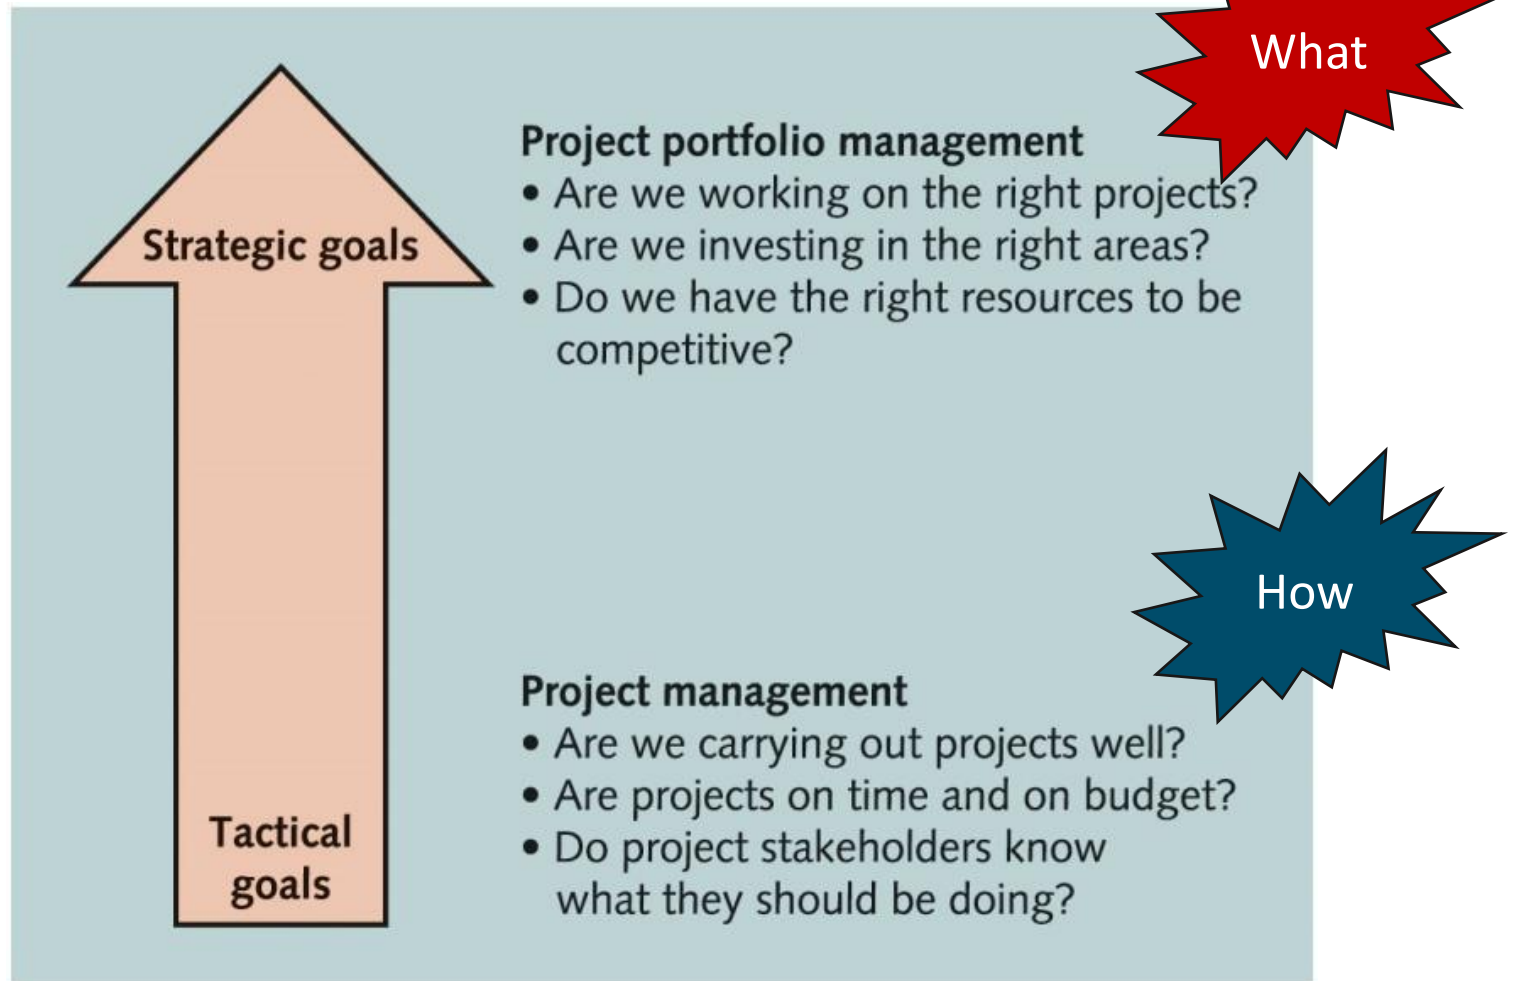 What
Project portfolio management
• Are we working on the right projects?
• Are we investing in the right areas?
• Do we have the right resources to be
competitive?
Strategic goals
How
Project management
• Are we carrying out projects well?
• Are projects on time and on budget?
• Do project stakeholders know
what they should be doing?
Tactical
goals